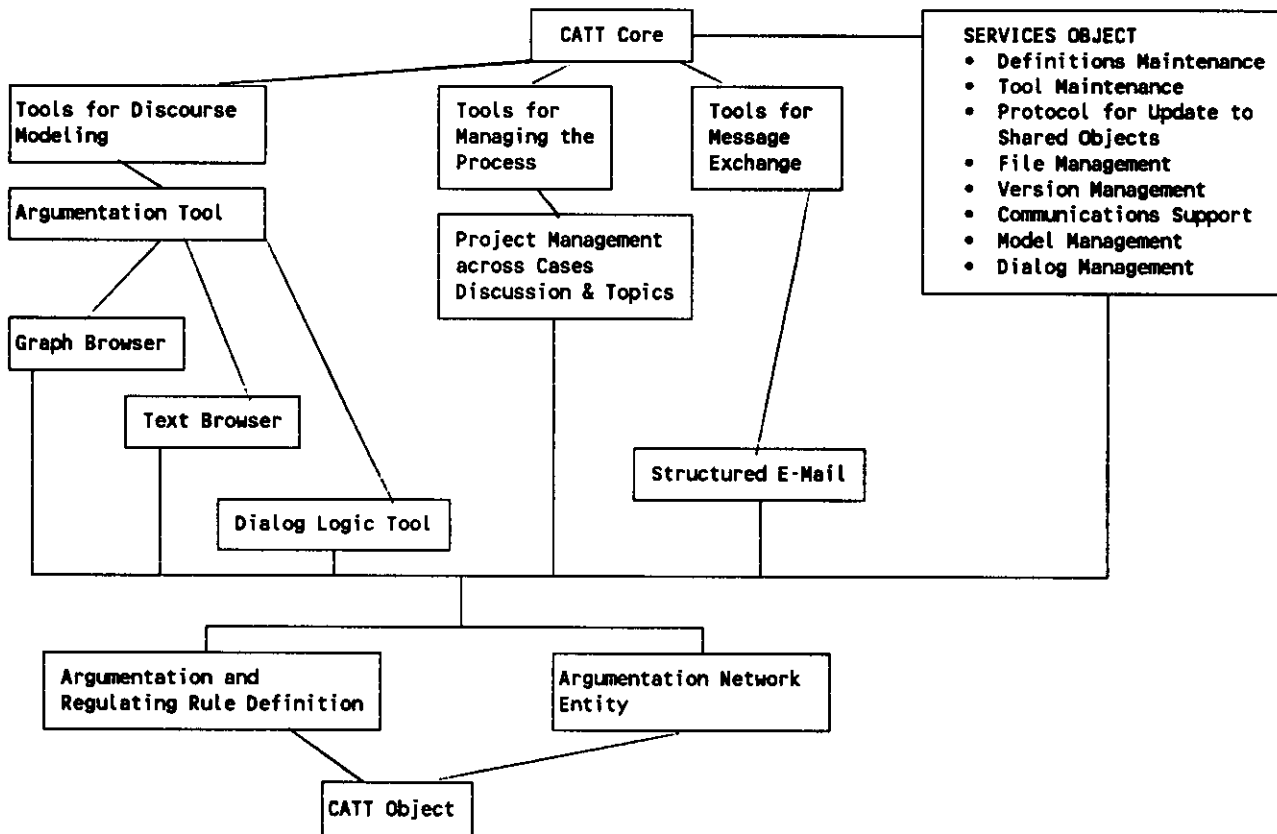 CATT Core
SERVICES OBJECT
• Definitions Maintenance
• Tool Maintenance
• Protocol for Update to
Shared Objects
• File Management
• Version Management
• Communications Support
• Model Management
• Dialog Management
Tools for Discourse
Modeling
Tools for
Managing the
Process
Tools for
Message
Exchange
Argumentation Tool
Project Management
across Cases
Discussion & Topics
Graph Browser
Text Browser
Structured E-Mail
Dialog Logic Tool
Argumentation and
Regulating Rule Definition
Argumentation Network
Entity
CATT Object